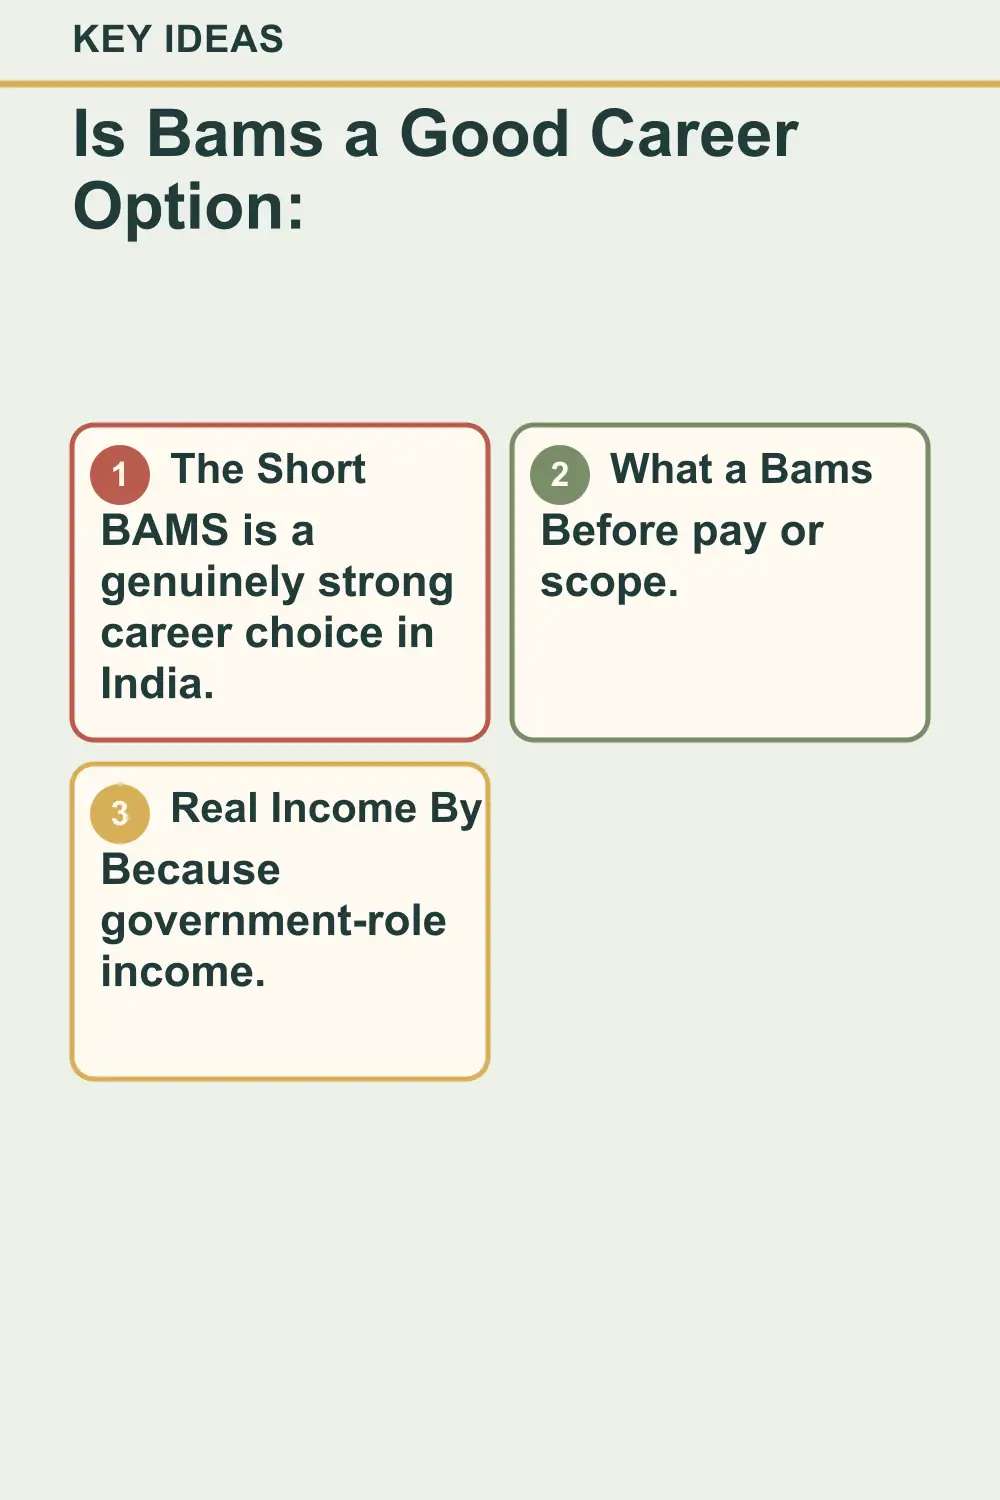 KEY IDEAS
Is Bams a Good Career
Option:
1 The Short
BAMS is a
genuinely strong
career choice in
India.
2 What a Bams
Before pay or
scope.
3 Real Income By
Because
government-role
income.